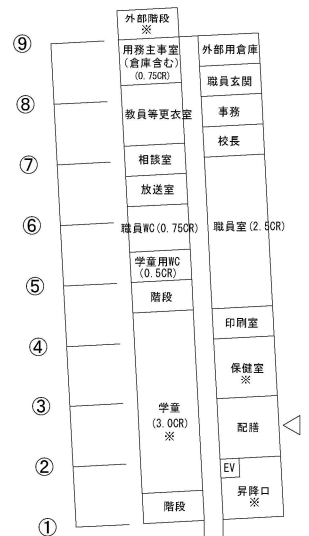 外部階段
※
⑨
用務主事室
(倉庫含む)
(0.75CR)
外部用倉庫
職員玄関
⑧
教員等更衣室
事務
校長
⑦
相談室
放送室
⑥
職員WC(0.75CR)
職員室(2.5CR)
学童用WC
(0.5CR)
⑤
階段
印刷室
④
保健室
※
③
学童
(3.0CR)
※
配膳
②
EV
昇降口
※
階段
①